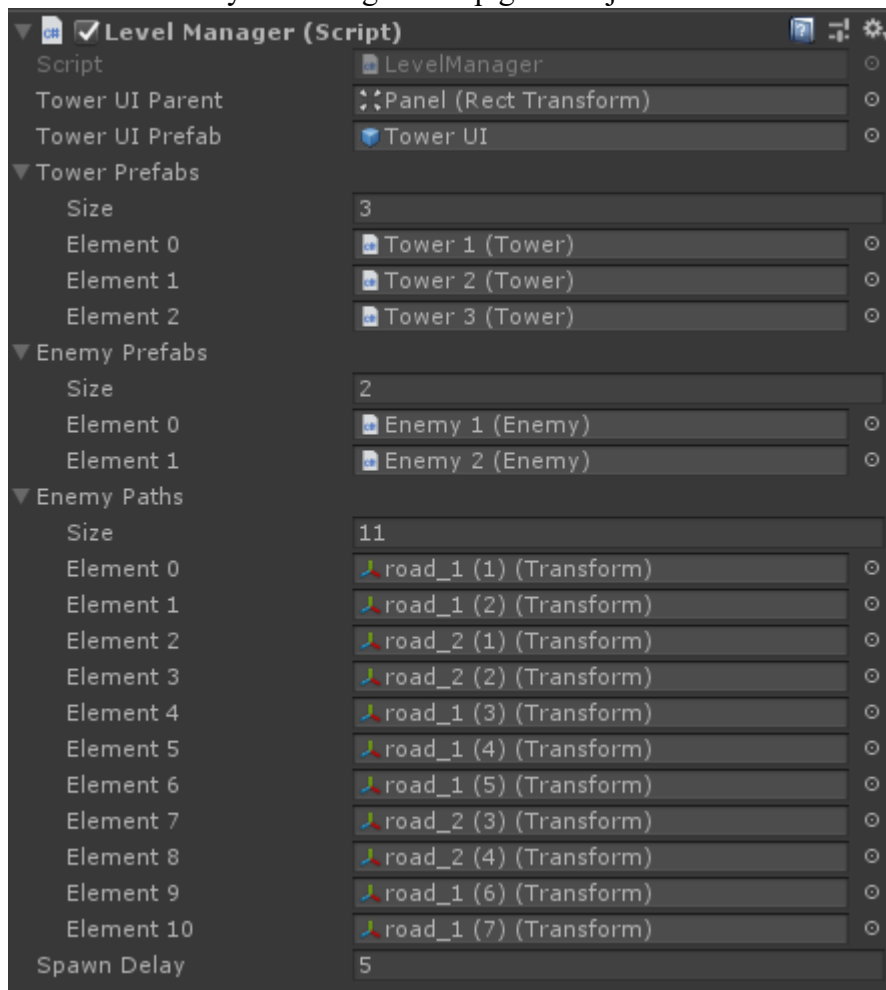 Level Manager (Script)
Script LevelManager
Tower UI Parent Panel (Rect Transform)
Tower UI Prefab Tower UI
Tower Prefabs
Size 3
Element 0 Tower 1 (Tower)
Element 1 Tower 2 (Tower)
Element 2 Tower 3 (Tower)
Enemy Prefabs
Size 2
Element 0 Enemy 1 (Enemy)
Element 1 Enemy 2 (Enemy)
Enemy Paths
Size 11
Element 0 road_1 (1) (Transform)
Element 1 road_1 (2) (Transform)
Element 2 road_2 (1) (Transform)
Element 3 road_2 (2) (Transform)
Element 4 road_1 (3) (Transform)
Element 5 road_1 (4) (Transform)
Element 6 road_1 (5) (Transform)
Element 7 road_2 (3) (Transform)
Element 8 road_2 (4) (Transform)
Element 9 road_1 (6) (Transform)
Element 10 road_1 (7) (Transform)
Spawn Delay 5